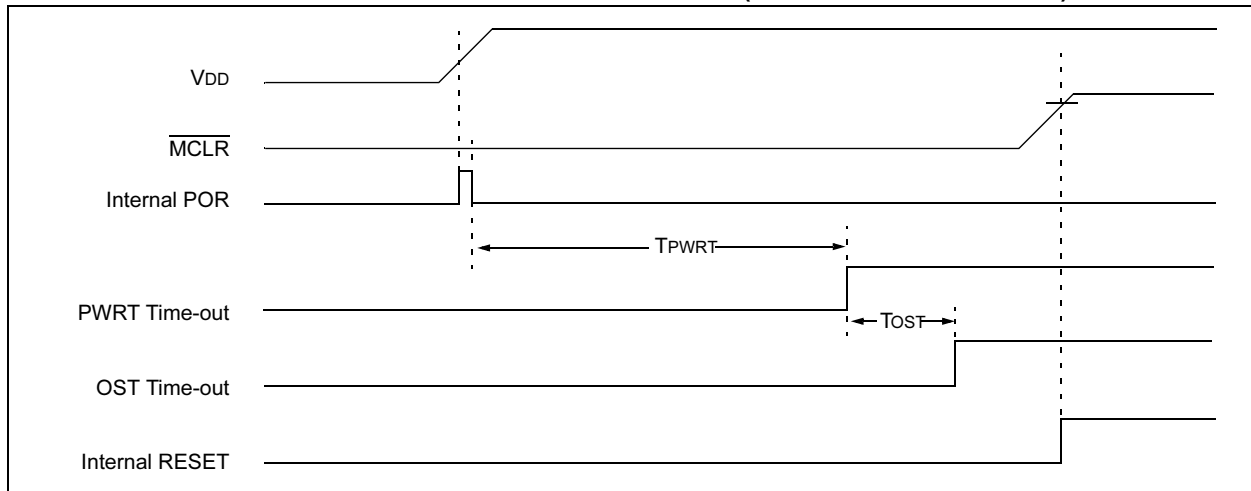 VDD
MCLR
Internal POR
TPWRT
PWRT Time-out
TOST
OST Time-out
Internal RESET